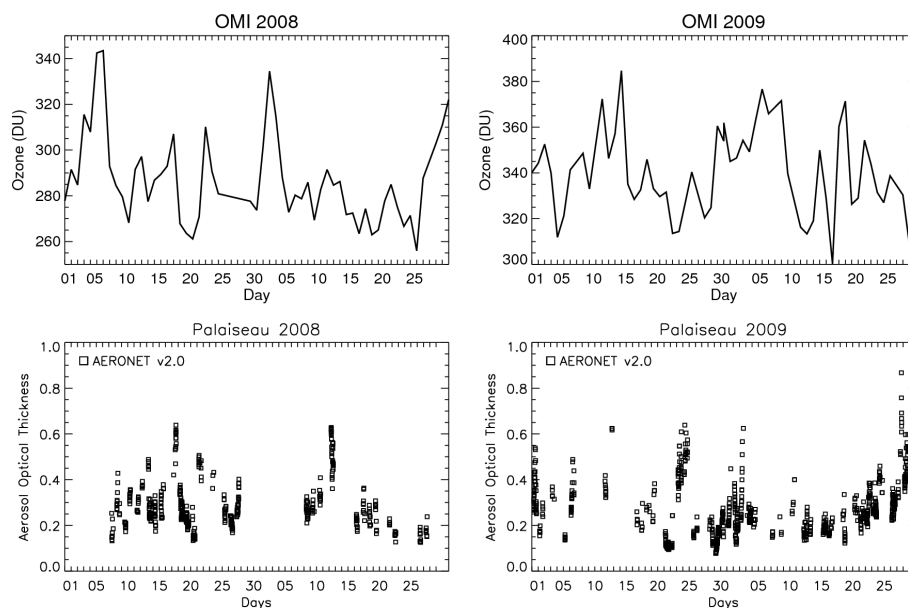 OMI 2008
Ozone (DU)
340
320
300
280
260
01 05 10 15 20 25 30 05 10 15 20 25
Day
OMI 2009
Ozone (DU)
400
380
360
340
320
300
01 05 10 15 20 25 30 05 10 15 20 25
Day
Palaiseau 2008
AERONET v2.0
Aerosol Optical Thickness
1.0
0.8
0.6
0.4
0.2
0.0
01 05 10 15 20 25 30 05 10 15 20 25
Days
Palaiseau 2009
AERONET v2.0
Aerosol Optical Thickness
1.0
0.8
0.6
0.4
0.2
0.0
01 05 10 15 20 25 30 05 10 15 20 25
Days